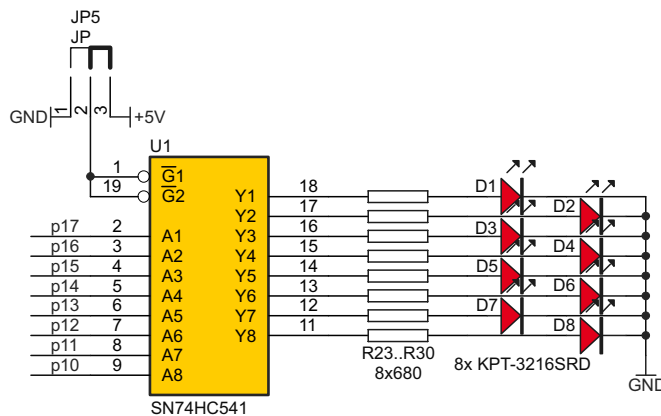 JP5
JP
GND
1
2
3
+5V
U1
1
G1
19
G2
Y1
18
Y2
17
p17
2
A1
Y3
16
p16
3
A2
Y4
15
p15
4
A3
Y5
14
p14
5
A4
Y6
13
p13
6
A5
Y7
12
p12
7
A6
Y8
11
p11
8
A7
p10
9
A8
SN74HC541
D1
D2
D3
D4
D5
D6
D7
D8
R23..R30
8x680
8x KPT-3216SRD
GND